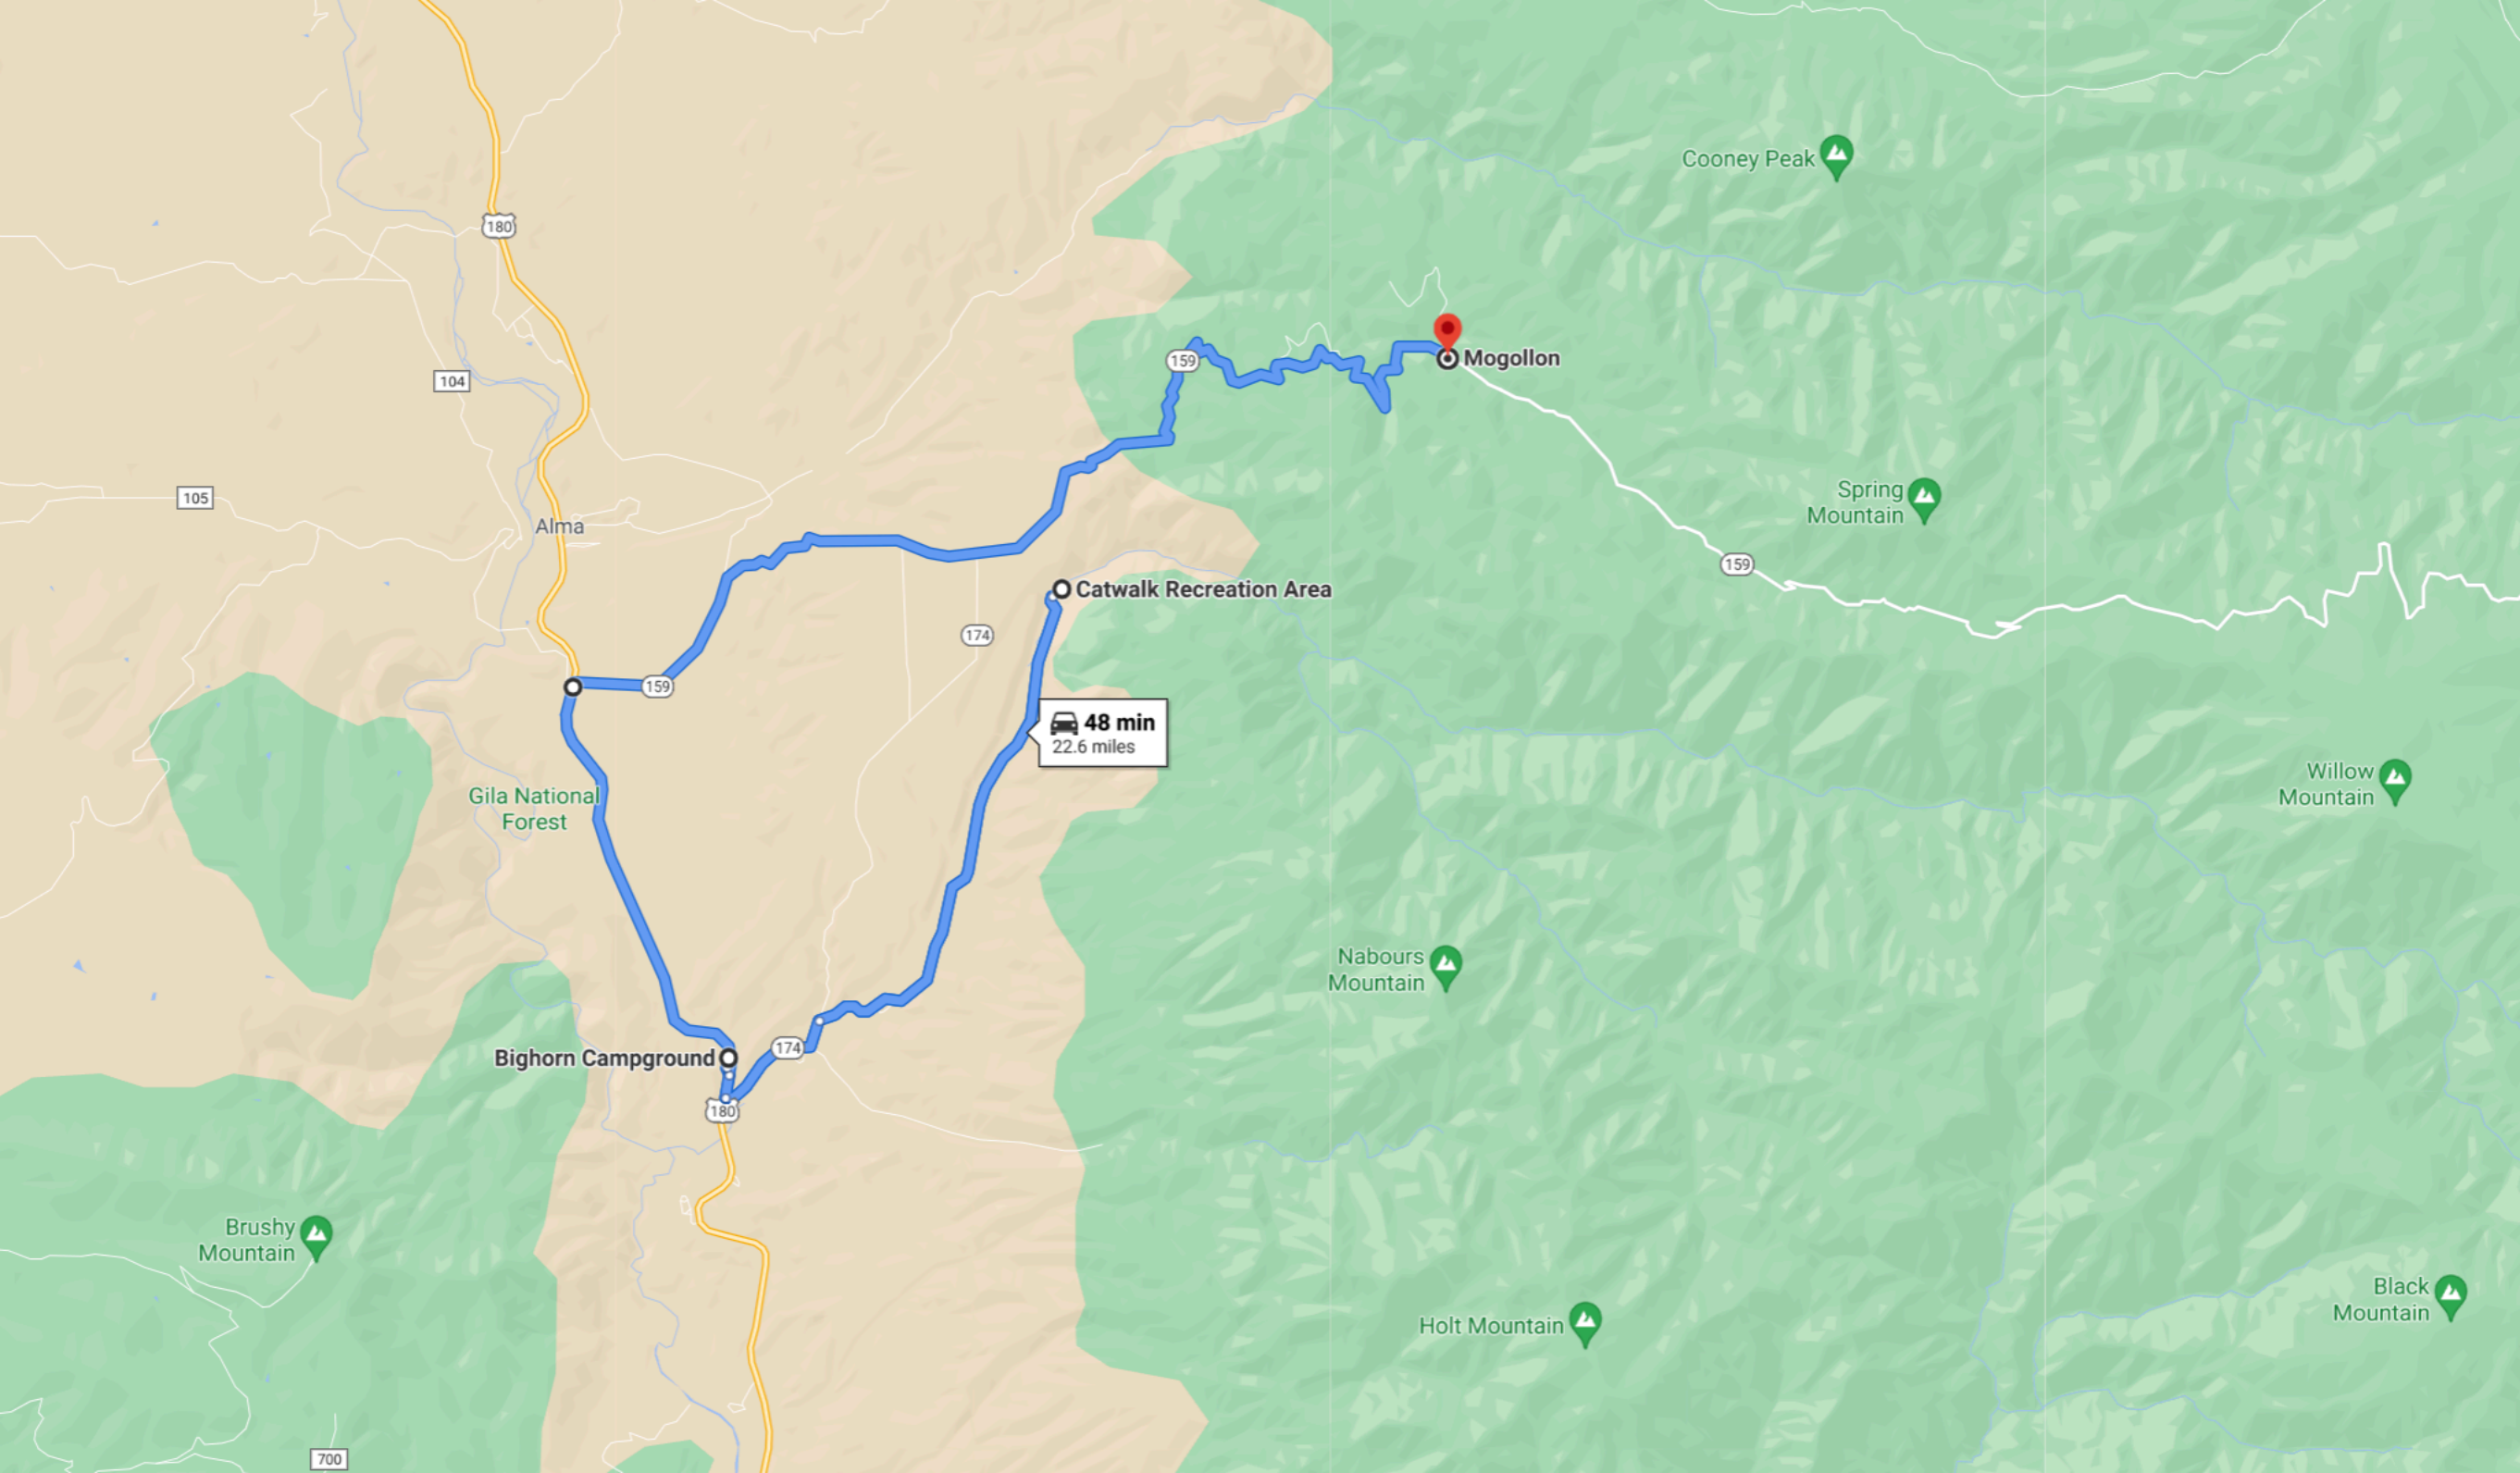 Cooney Peak
180
Mogollon
159
104
Spring
Mountain
105
Alma
159
Catwalk Recreation Area
174
159
48 min
22.6 miles
Willow
Mountain
Gila National
Forest
Nabours
Mountain
174
Bighorn Campground
180
Brushy
Mountain
Black
Mountain
Holt Mountain
700